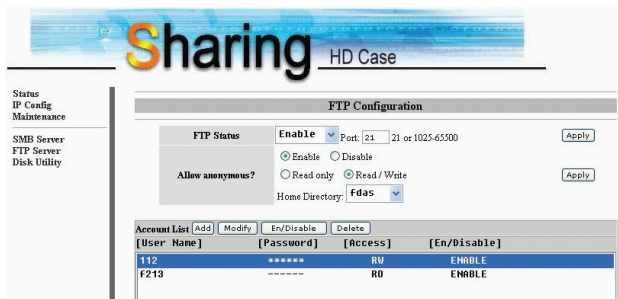 Sharing HD Case
Status
IP Config
Maintenance
SMB Server
FTP Server
Disk Utility
FTP Configuration
FTP Status Enable Port: 21 21 or 1025-65500 Apply
Allow anonymous? Enable Disable
Read only Read / Write Apply
Home Directory: fdas
Account List Add Modify En/Disable Delete
[User Name] [Password] [Access] [En/Disable]
112 ****** RW ENABLE
f213 ------ RO ENABLE